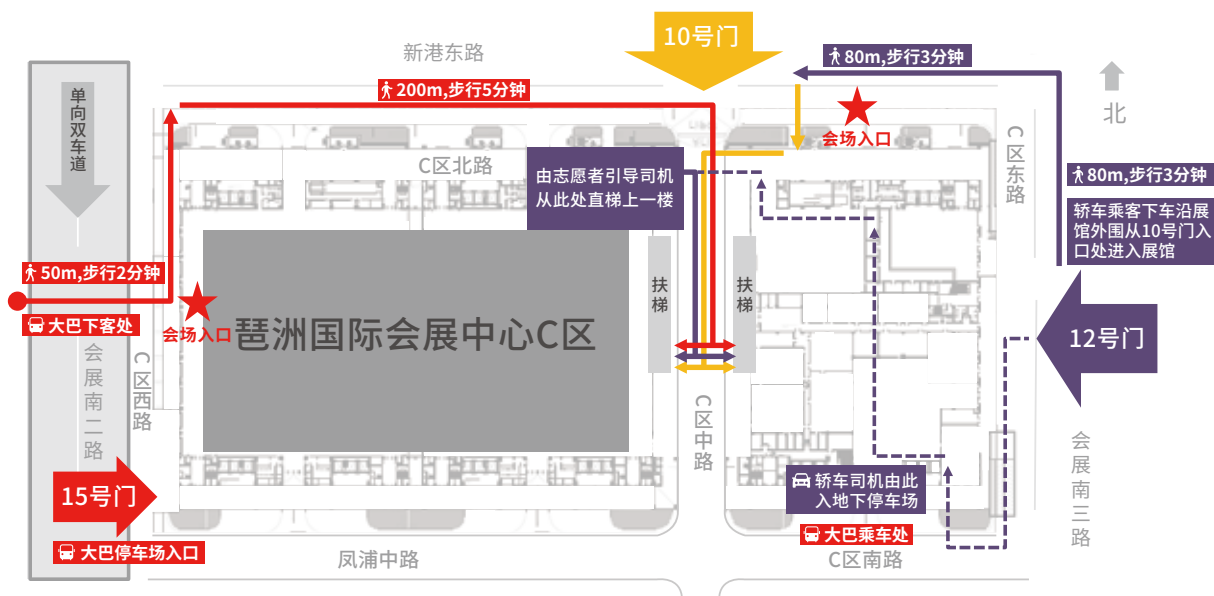 10号门
新港东路
80m,步行3分钟
200m,步行5分钟
单向双车道
北
会场入口
C区北路
C区东路
由志愿者引导司机
从此处直梯上一楼
80m,步行3分钟
轿车乘客下车沿展
馆外围从10号门入
口处进入展馆
50m,步行2分钟
扶梯
扶梯
大巴下客处
会场入口
琶洲国际会展中心C区
12号门
会展南二路
C区西路
C区中路
会展南三路
15号门
轿车司机由此
入地下停车场
大巴乘车处
大巴停车场入口
凤浦中路
C区南路